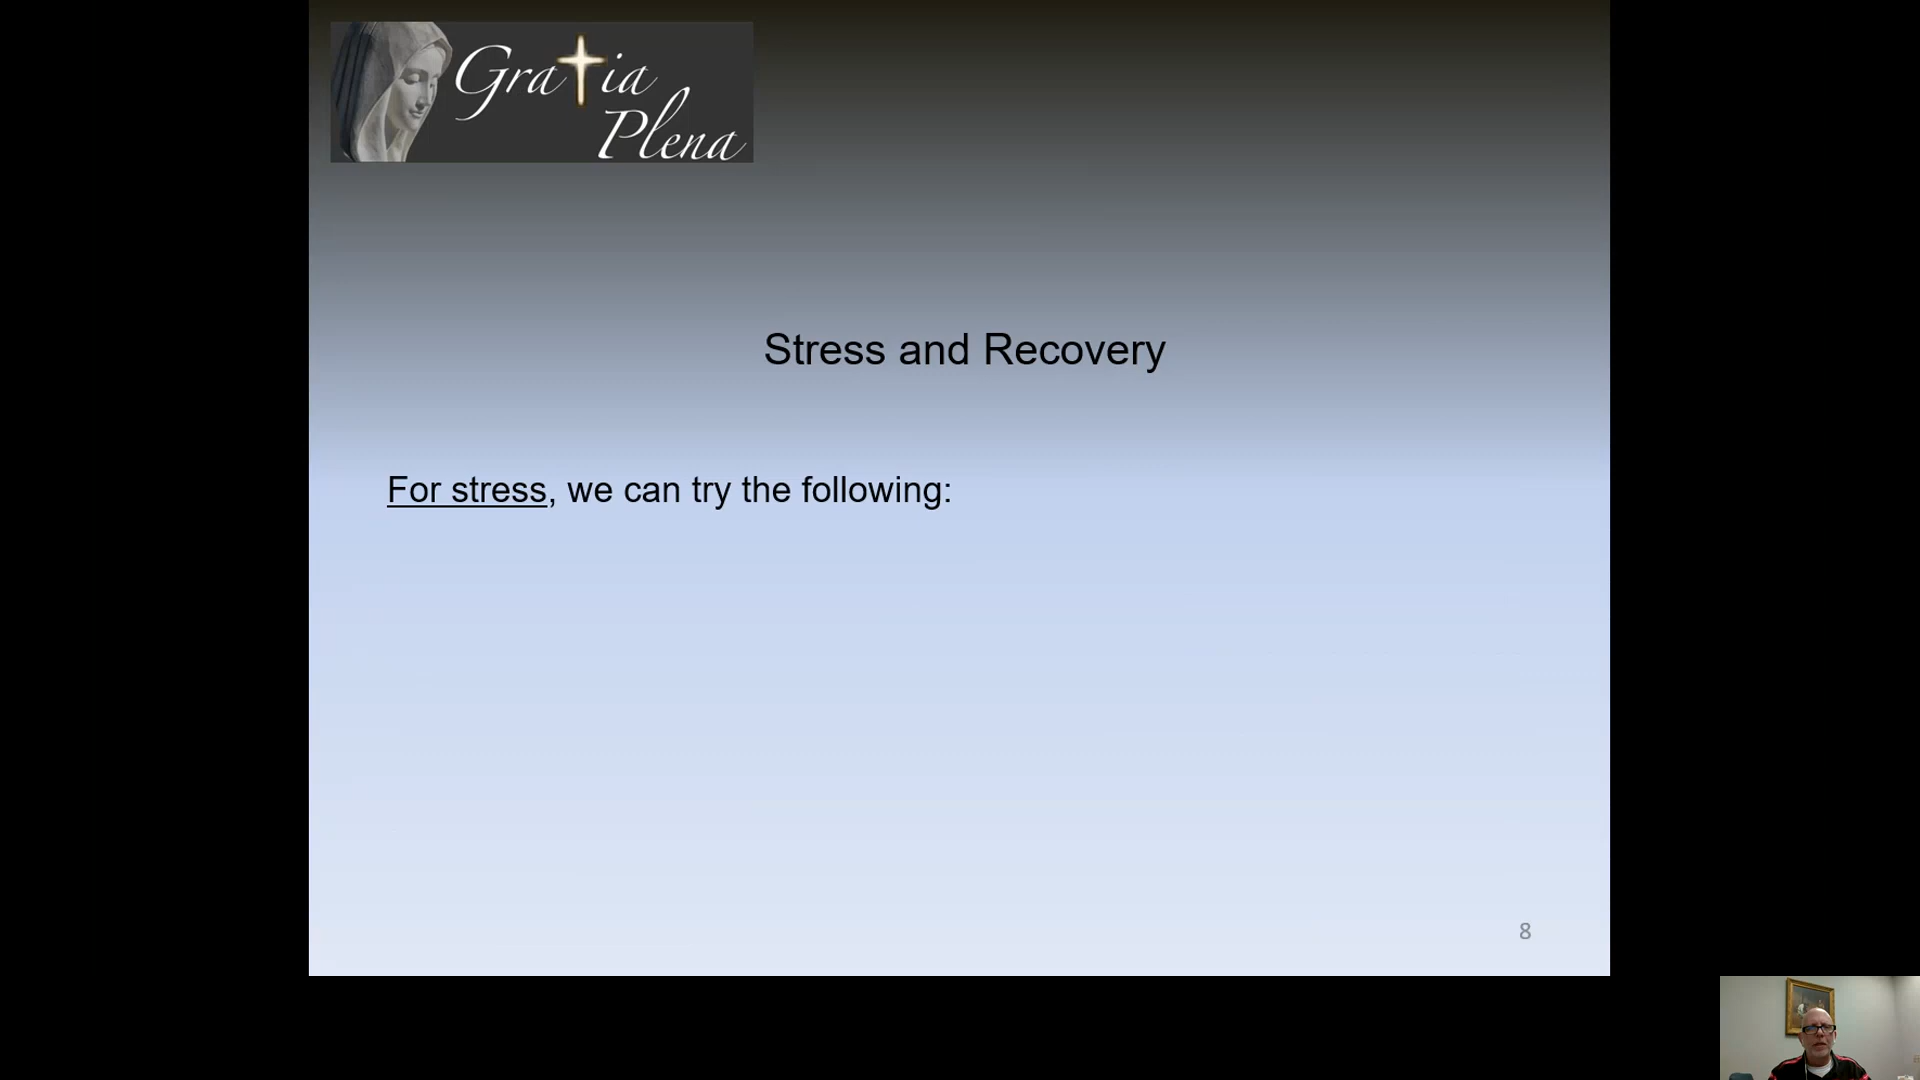 Gratia
Plena
Stress and Recovery
For stress, we can try the following:
8